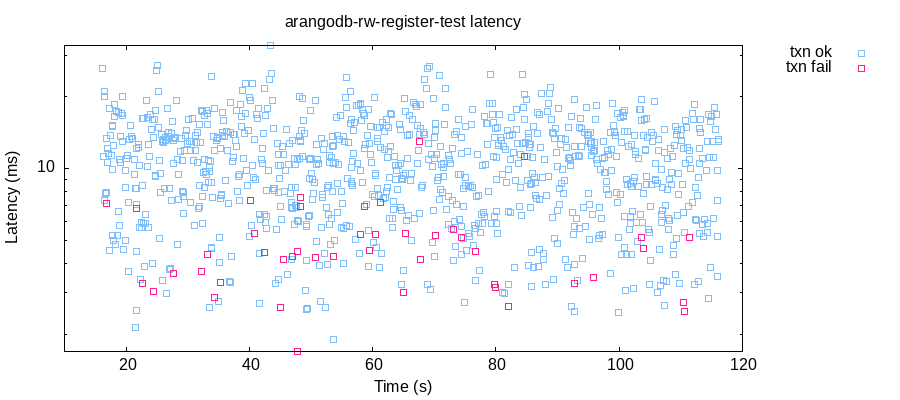 arangodb-rw-register-test latency
txn ok
txn fail
10
Latency (ms)
20 40 60 80 100 120
Time (s)